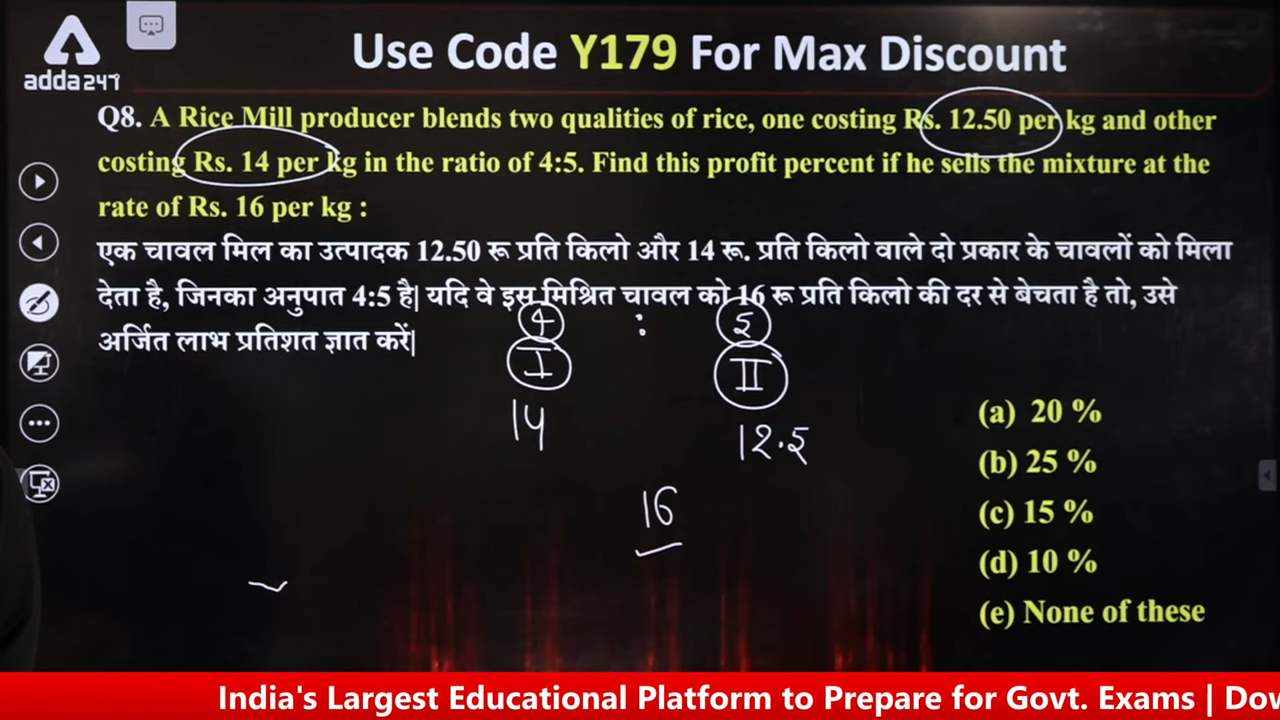 adda247
Use Code Y179 For Max Discount
Q8. A Rice Mill producer blends two qualities of rice, one costing Rs. 12.50 per kg and other
costing Rs. 14 per kg in the ratio of 4:5. Find this profit percent if he sells the mixture at the
rate of Rs. 16 per kg :
एक चावल मिल का उत्पादक 12.50 रू प्रति किलो और 14 रू. प्रति किलो वाले दो प्रकार के चावलों को मिला
देता है, जिनका अनुपात 4:5 है| यदि वे इस मिश्रित चावल को 16 रू प्रति किलो की दर से बेचता है तो, उसे
अर्जित लाभ प्रतिशत ज्ञात करें|
4 : 5
I II
14 12.5
16
(a) 20 %
(b) 25 %
(c) 15 %
(d) 10 %
(e) None of these
India's Largest Educational Platform to Prepare for Govt. Exams | Dow